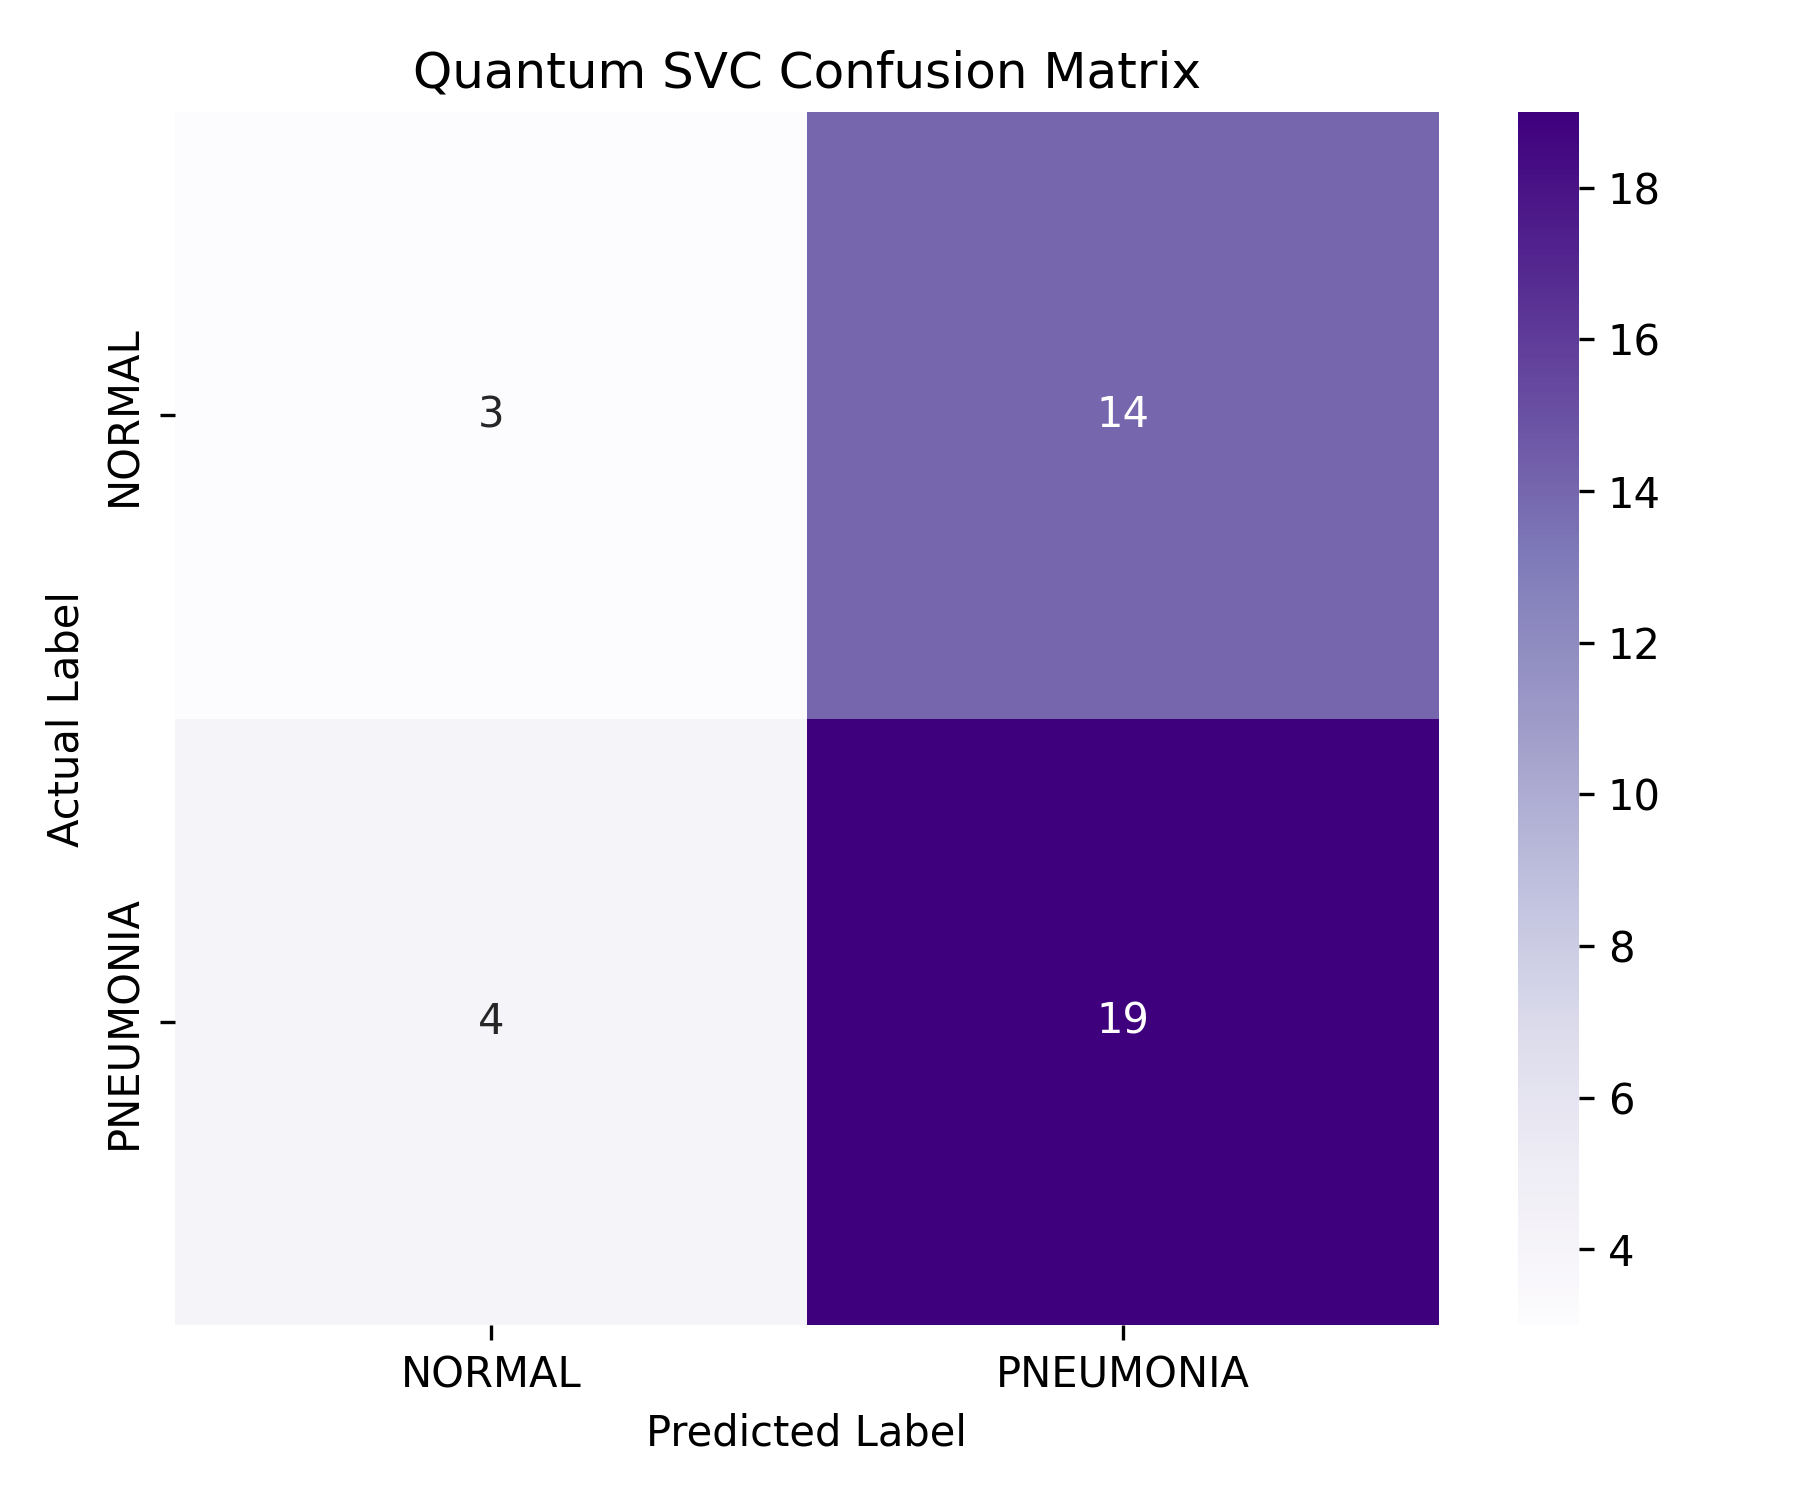 Quantum SVC Confusion Matrix
Actual Label
NORMAL
PNEUMONIA
3
14
4
19
NORMAL
PNEUMONIA
Predicted Label
18
16
14
12
10
8
6
4